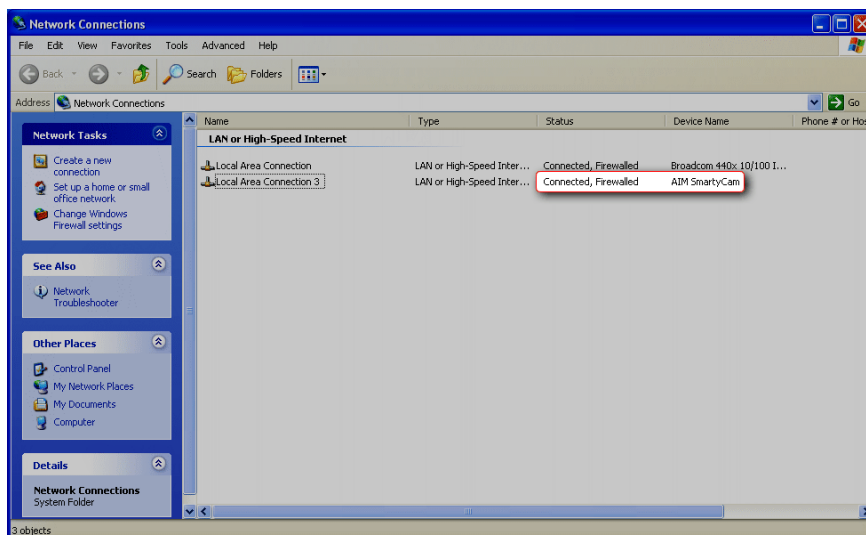 Network Connections
File Edit View Favorites Tools Advanced Help
Back Search Folders
Address Network Connections Go
Network Tasks
Create a new
connection
Set up a home or small
office network
Change Windows
Firewall settings
See Also
Network
Troubleshooter
Other Places
Control Panel
My Network Places
My Documents
Computer
Details
Network Connections
System Folder
Name Type Status Device Name Phone # or Hos
LAN or High-Speed Internet
Local Area Connection LAN or High-Speed Inter... Connected, Firewalled Broadcom 440x 10/100 I...
Local Area Connection 3 LAN or High-Speed Inter... Connected, Firewalled AIM SmartyCam
3 objects